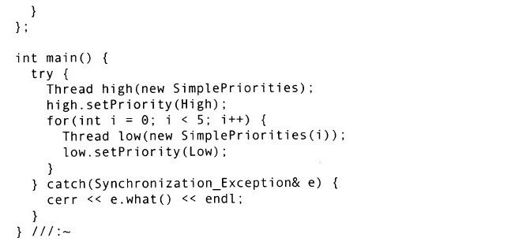 }
};

int main() {
  try {
    Thread high(new SimplePriorities);
    high.setPriority(High);
    for(int i = 0; i < 5; i++) {
      Thread low(new SimplePriorities(i));
      low.setPriority(Low);
    }
  } catch(Synchronization_Exception& e) {
    cerr << e.what() << endl;
  }
} ///:~